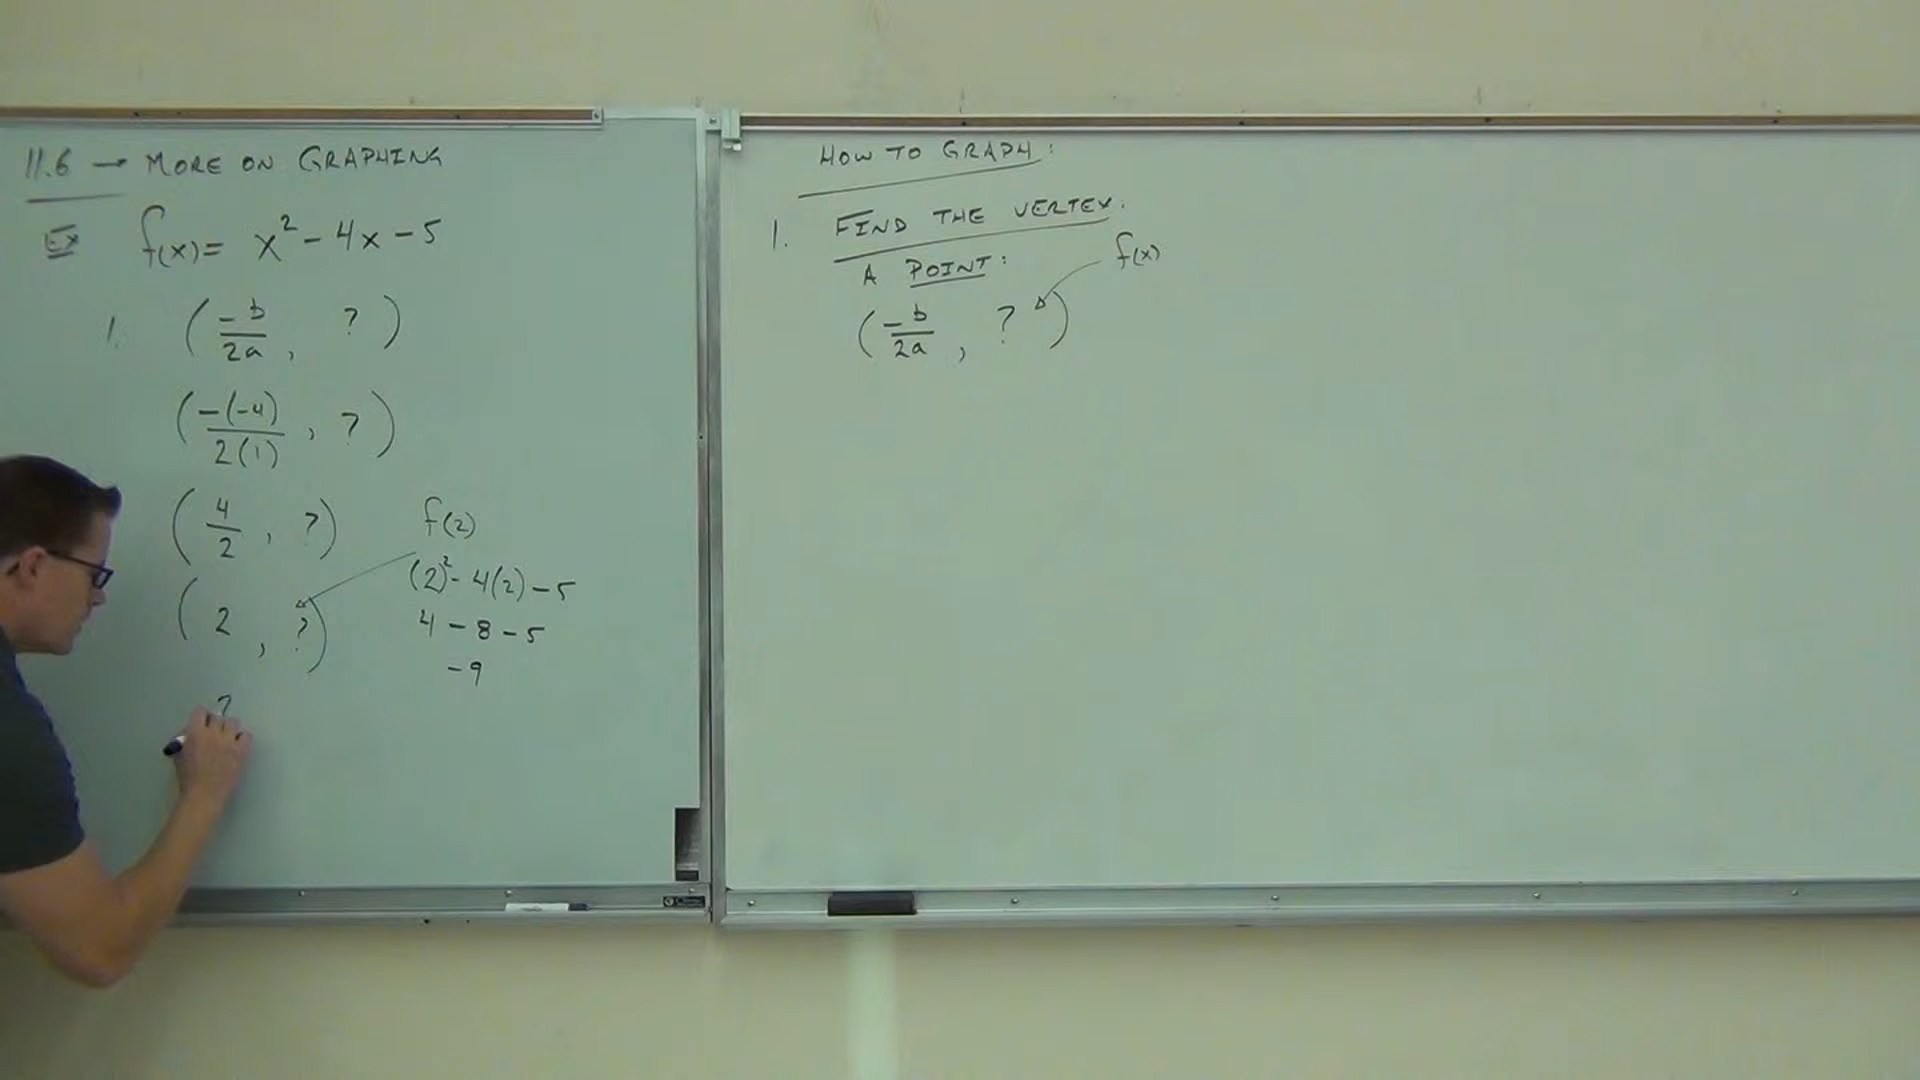 11.6 → MORE ON GRAPHING
EX f(x) = x² - 4x - 5
1. (-b/2a, ?)
(-(-4)/2(1), ?)
(4/2, ?)
f(2)
(2, ?)
(2)² - 4(2) - 5
4 - 8 - 5
-9
2
HOW TO GRAPH:
1. FIND THE VERTEX.
A POINT:
f(x)
(-b/2a, ?)